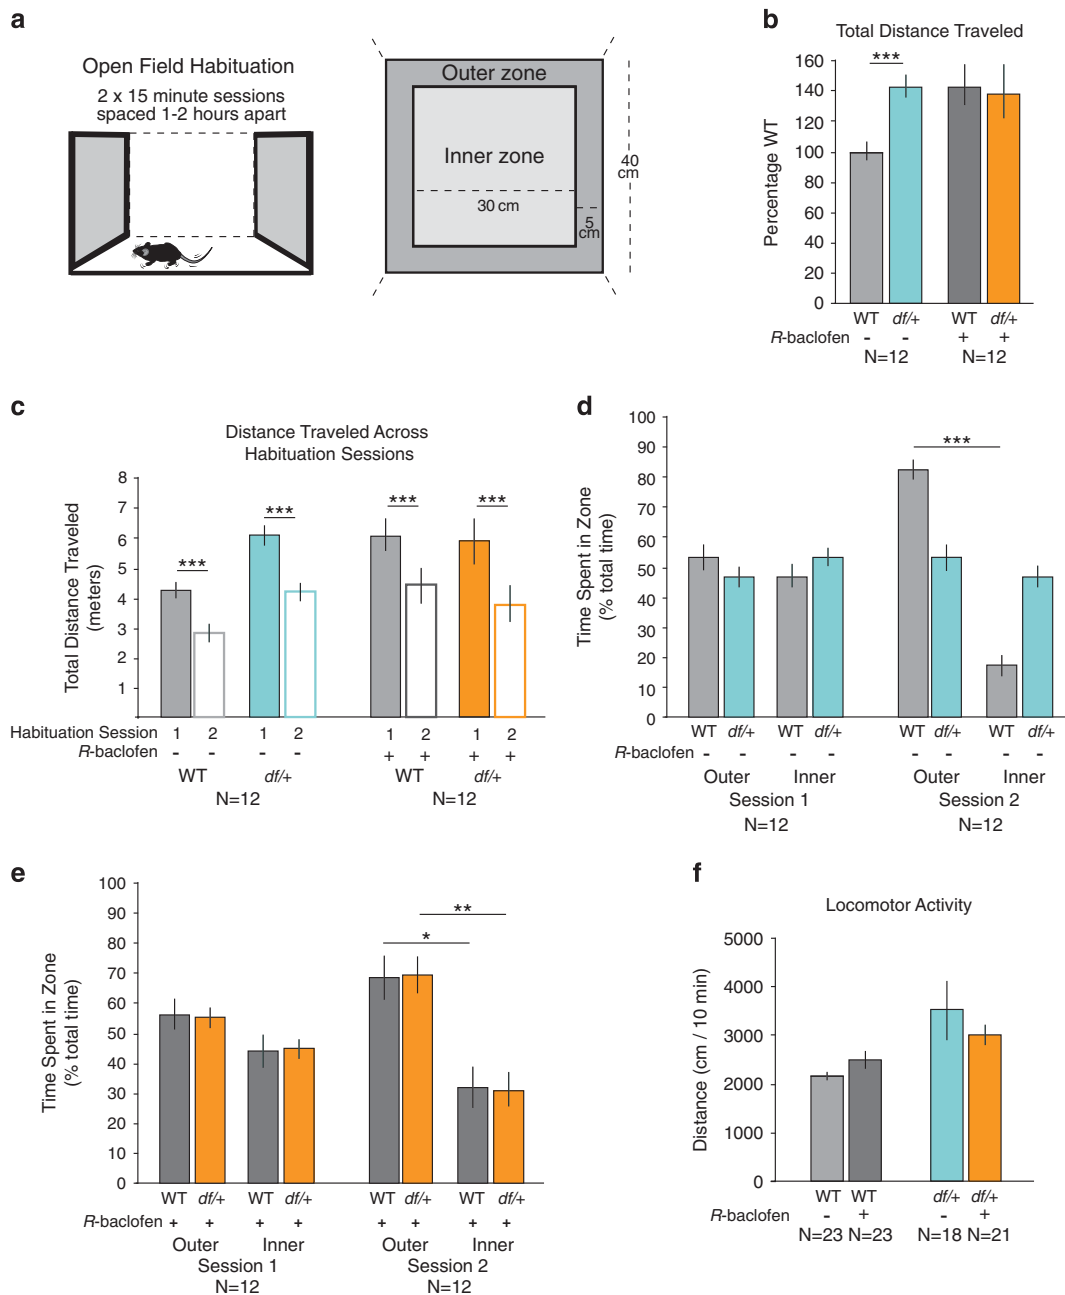 a
Open Field Habituation
2 x 15 minute sessions
spaced 1-2 hours apart
Outer zone
Inner zone
30 cm
5
cm
40
cm
b
Total Distance Traveled
Percentage WT
160
140
120
100
80
60
40
20
0
***
WT df/+ WT df/+
R-baclofen - - + +
N=12 N=12
c
Distance Traveled Across
Habituation Sessions
Total Distance Traveled
(meters)
8
7
6
5
4
3
2
1
*** *** *** ***
Habituation Session 1 2 1 2 1 2 1 2
R-baclofen - - - - + + + +
WT df/+ WT df/+
N=12 N=12
d
Time Spent in Zone
(% total time)
100
90
80
70
60
50
40
30
20
10
0
***
WT df/+ WT df/+ WT df/+ WT df/+
R-baclofen - - - - - - - -
Outer Inner Outer Inner
Session 1 Session 2
N=12 N=12
e
Time Spent in Zone
(% total time)
100
90
80
70
60
50
40
30
20
10
0
**
*
WT df/+ WT df/+ WT df/+ WT df/+
R-baclofen + + + + + + + +
Outer Inner Outer Inner
Session 1 Session 2
N=12 N=12
f
Locomotor Activity
Distance (cm / 10 min)
5000
4000
3000
2000
1000
0
WT WT df/+ df/+
R-baclofen - + - +
N=23 N=23 N=18 N=21